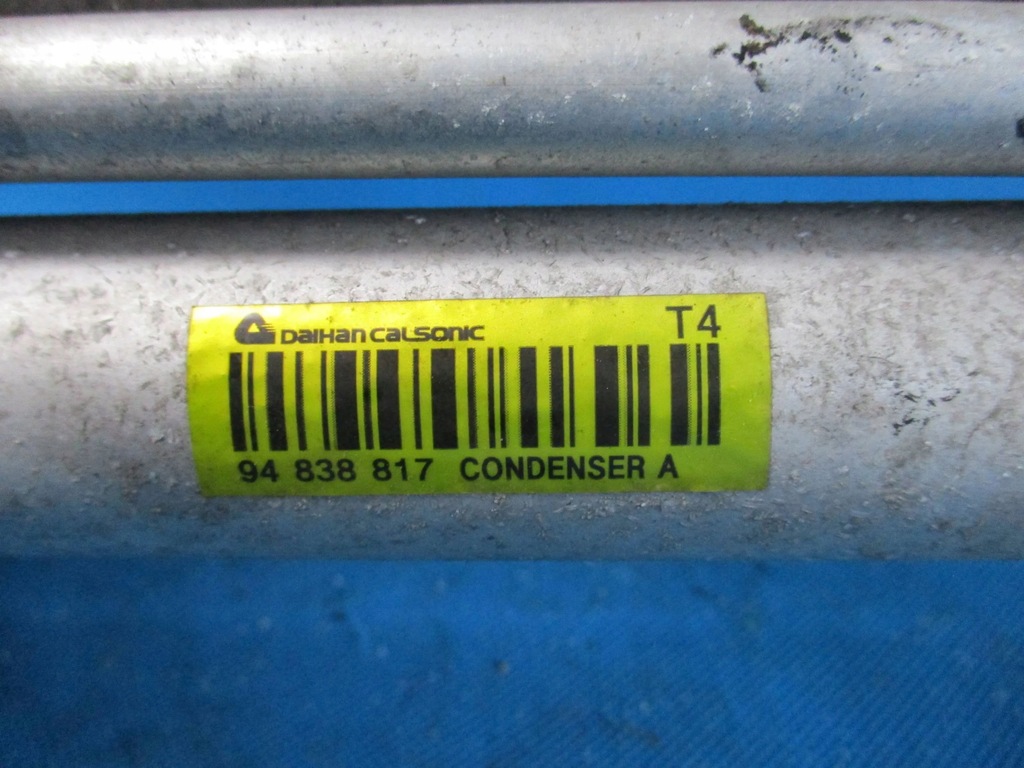 DAIHAN CALSONIC T4
94 838 817 CONDENSER A